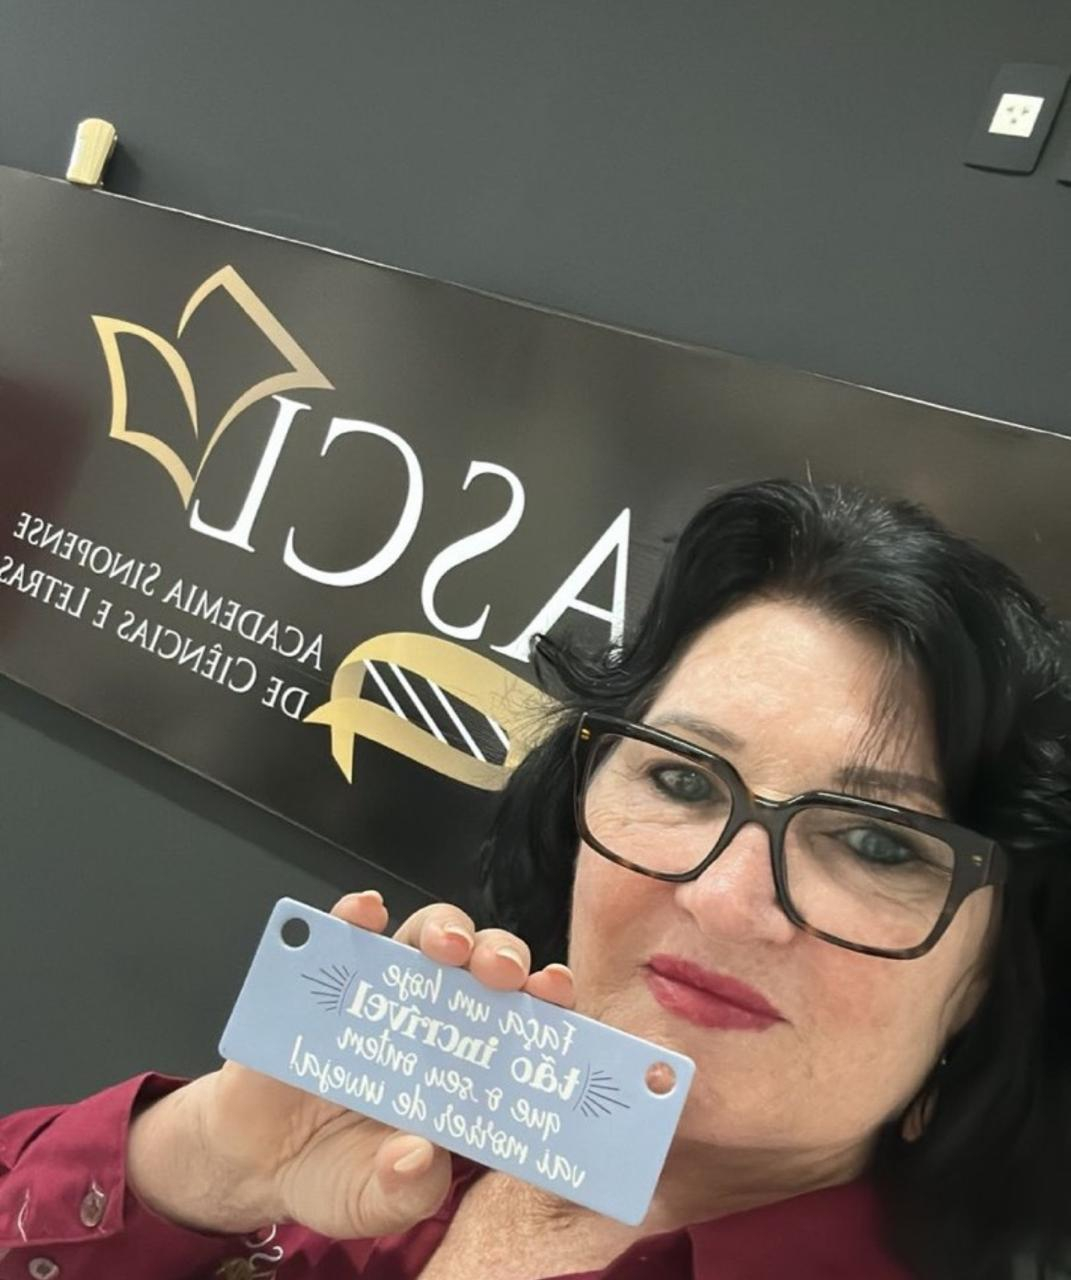 ASCL
ACADEMIA SINOPENSE
DE CIÊNCIAS E LETRAS
Faça um hoje
tão incrível
que o seu ontem
vai morrer de inveja!